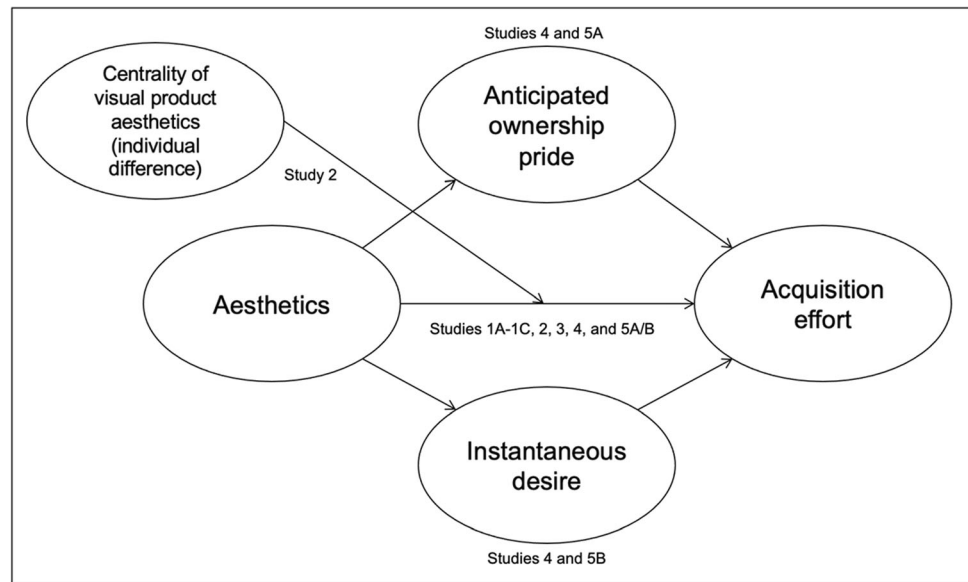 Studies 4 and 5A
Centrality of
visual product
aesthetics
(individual
difference)
Anticipated
ownership
pride
Study 2
Aesthetics
Acquisition
effort
Studies 1A-1C, 2, 3, 4, and 5A/B
Instantaneous
desire
Studies 4 and 5B